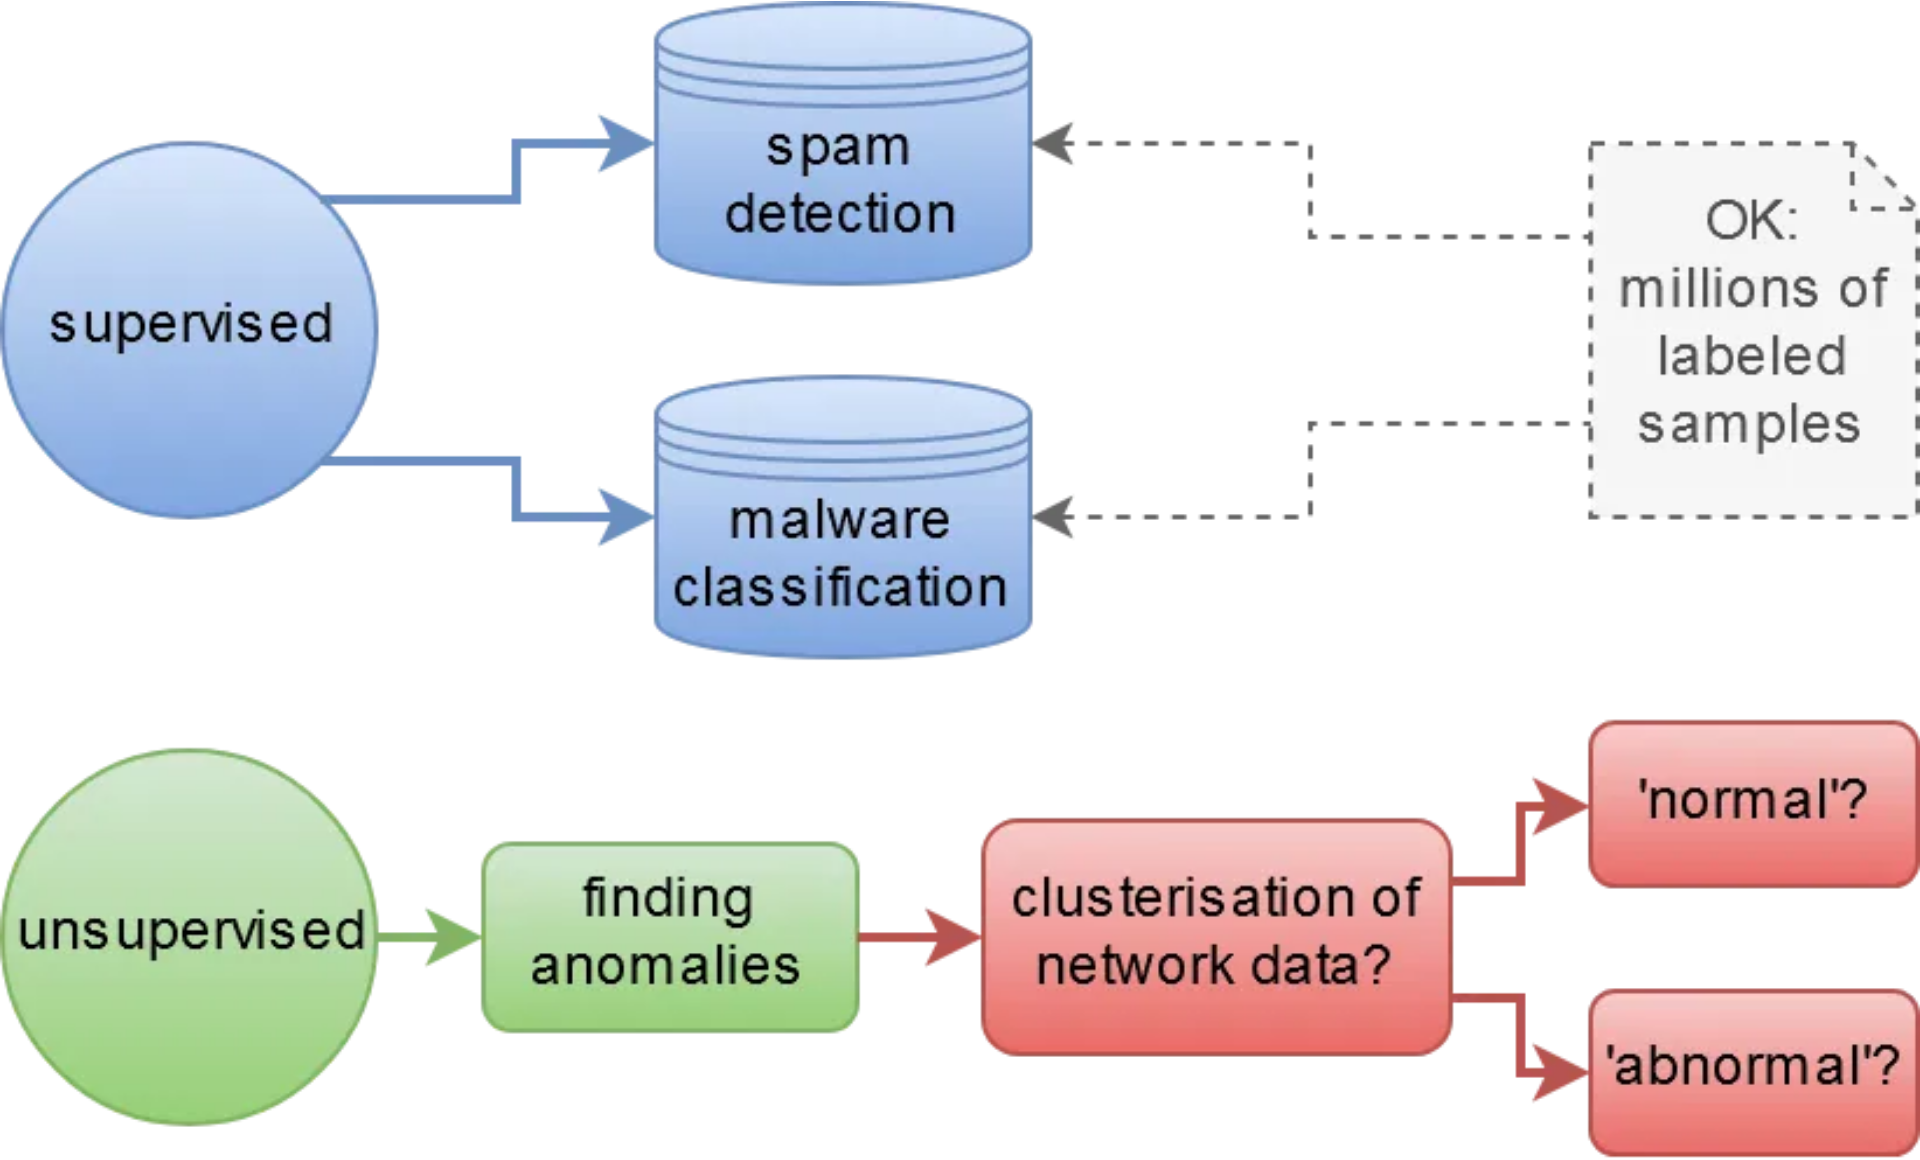 supervised
spam
detection
malware
classification
OK:
millions of
labeled
samples
unsupervised
finding
anomalies
clusterisation of
network data?
'normal'?
'abnormal'?